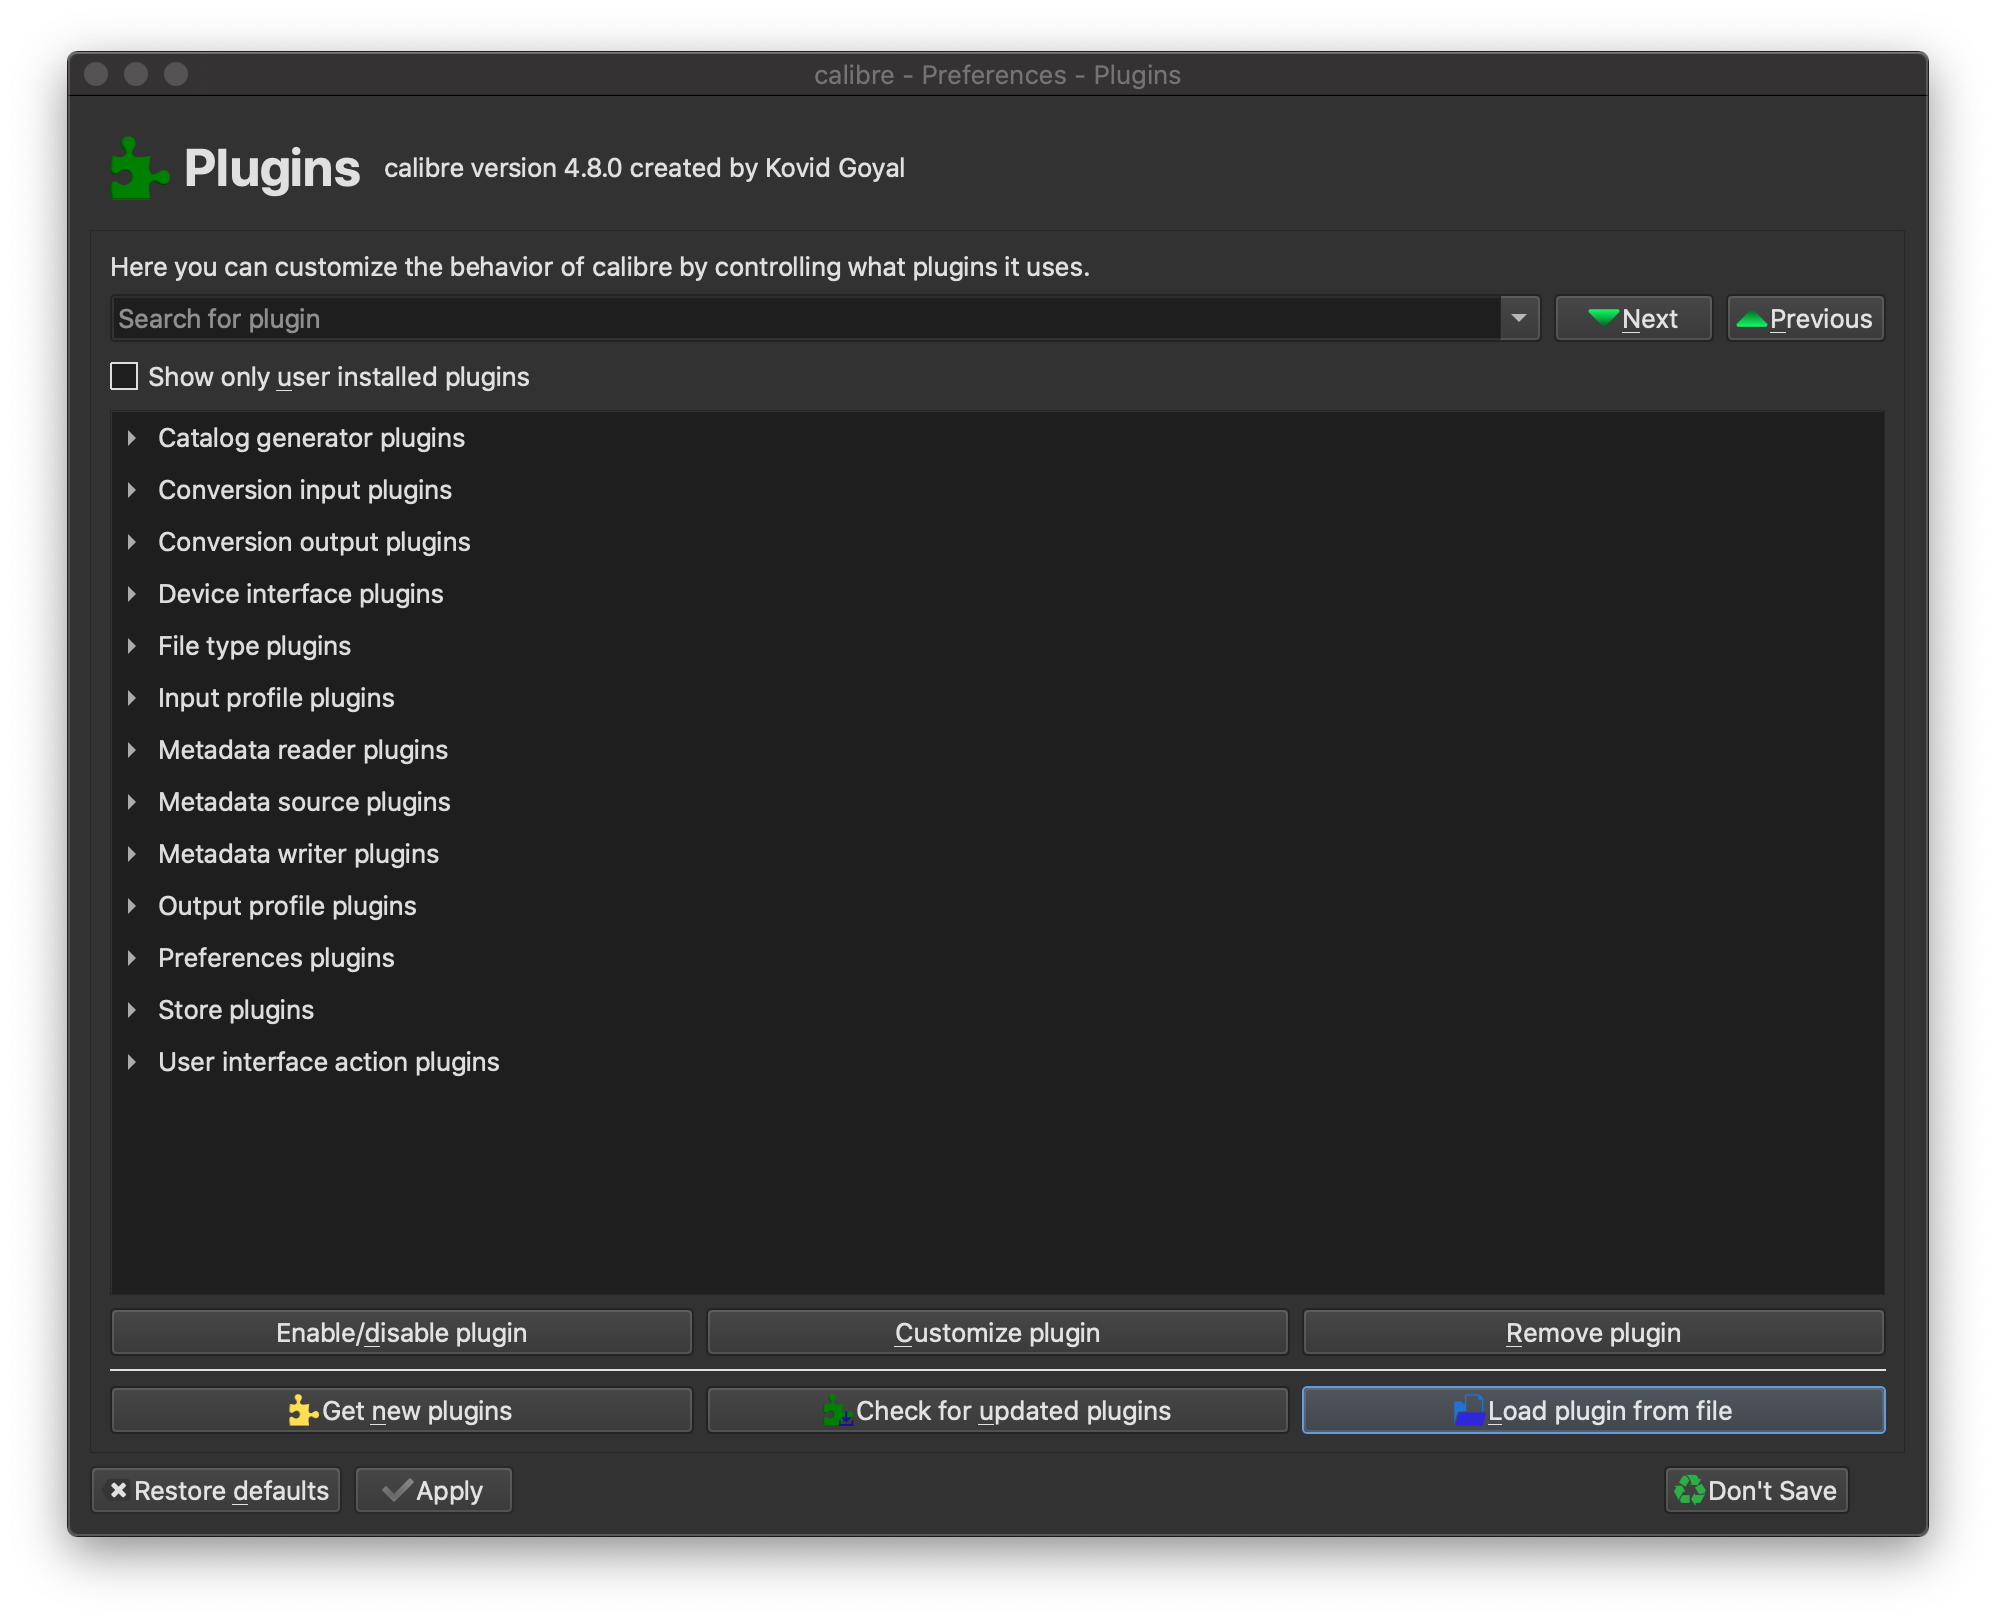 calibre - Preferences - Plugins
Plugins calibre version 4.8.0 created by Kovid Goyal
Here you can customize the behavior of calibre by controlling what plugins it uses.
Search for plugin Next Previous
Show only user installed plugins
Catalog generator plugins
Conversion input plugins
Conversion output plugins
Device interface plugins
File type plugins
Input profile plugins
Metadata reader plugins
Metadata source plugins
Metadata writer plugins
Output profile plugins
Preferences plugins
Store plugins
User interface action plugins
Enable/disable plugin Customize plugin Remove plugin
Get new plugins Check for updated plugins Load plugin from file
Restore defaults Apply Don't Save